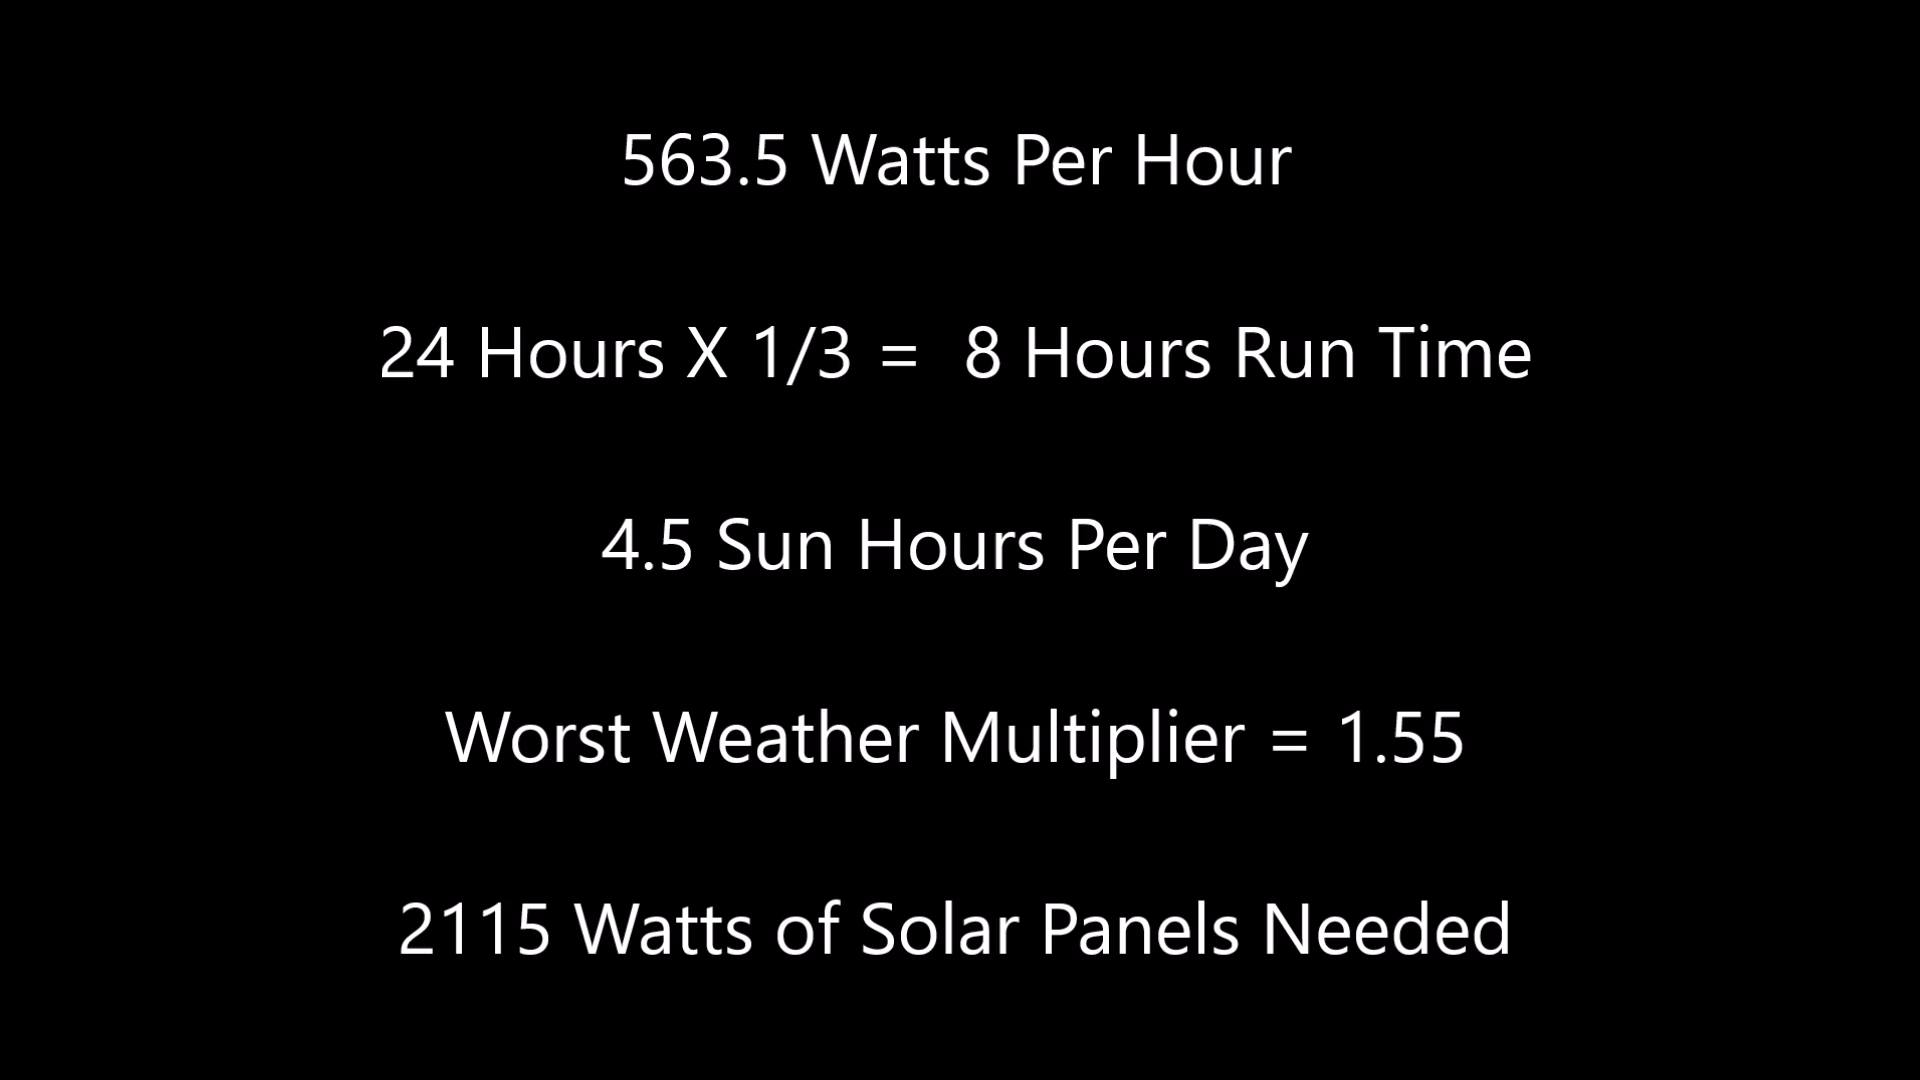 563.5 Watts Per Hour
24 Hours X 1/3 = 8 Hours Run Time
4.5 Sun Hours Per Day
Worst Weather Multiplier = 1.55
2115 Watts of Solar Panels Needed